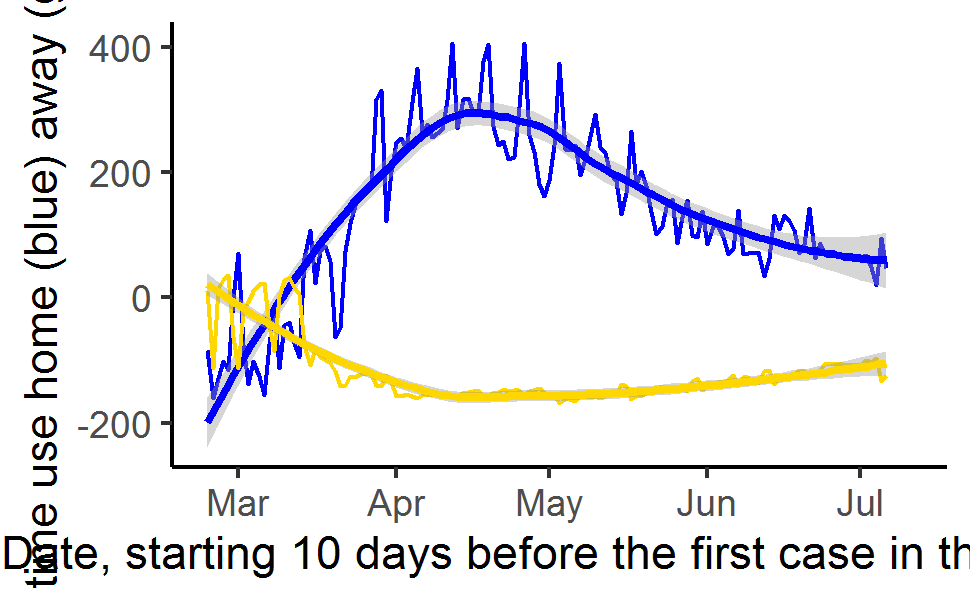 time use home (blue) away (g
400
200
0
-200
Mar Apr May Jun Jul
Date, starting 10 days before the first case in th